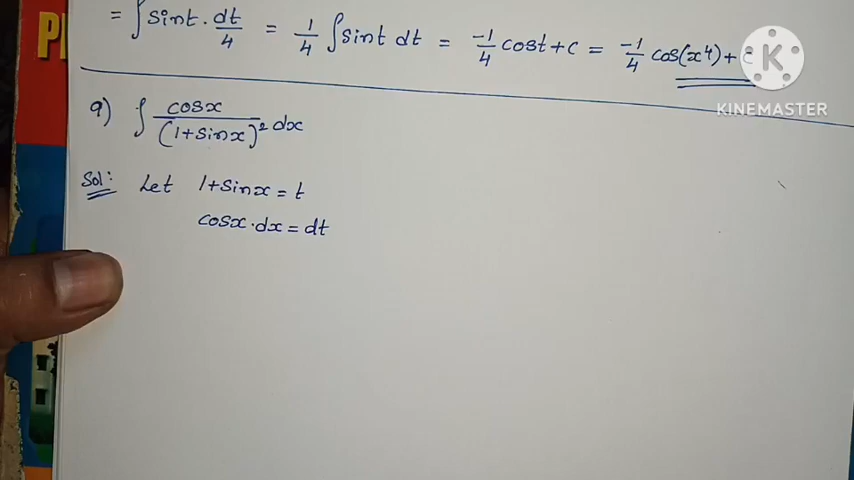 = ∫sint. dt/4 = 1/4 ∫sint dt = -1/4 cost + c = -1/4 cos(x⁴) + c
KINEMASTER
9) ∫ cosx/(1+sinx)² dx
Sol: Let 1+sinx = t
cosx.dx = dt